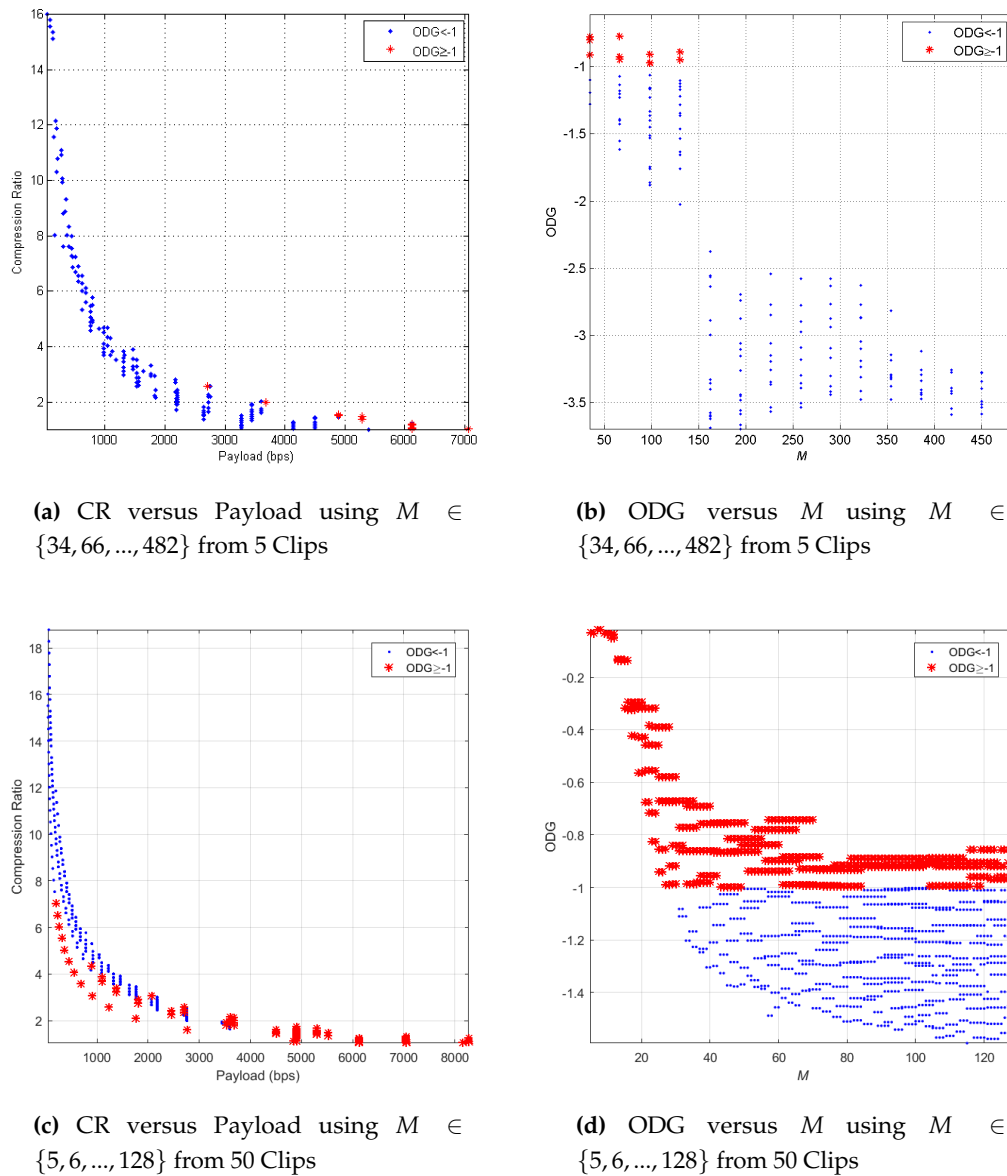 16
14
12
10
8
6
4
2
1000 2000 3000 4000 5000 6000 7000
Compression Ratio
Payload (bps)
ODG<-1
ODG≥-1
-1
-1.5
-2
-2.5
-3
-3.5
50 100 150 200 250 300 350 400 450
ODG
M
ODG<-1
ODG≥-1
(a) CR versus Payload using M ∈
{34, 66, ..., 482} from 5 Clips
(b) ODG versus M using M ∈
{34, 66, ..., 482} from 5 Clips
18
16
14
12
10
8
6
4
2
1000 2000 3000 4000 5000 6000 7000 8000
Compression Ratio
Payload (bps)
ODG<-1
ODG≥-1
-0.2
-0.4
-0.6
-0.8
-1
-1.2
-1.4
20 40 60 80 100 120
ODG
M
ODG<-1
ODG≥-1
(c) CR versus Payload using M ∈
{5, 6, ..., 128} from 50 Clips
(d) ODG versus M using M ∈
{5, 6, ..., 128} from 50 Clips